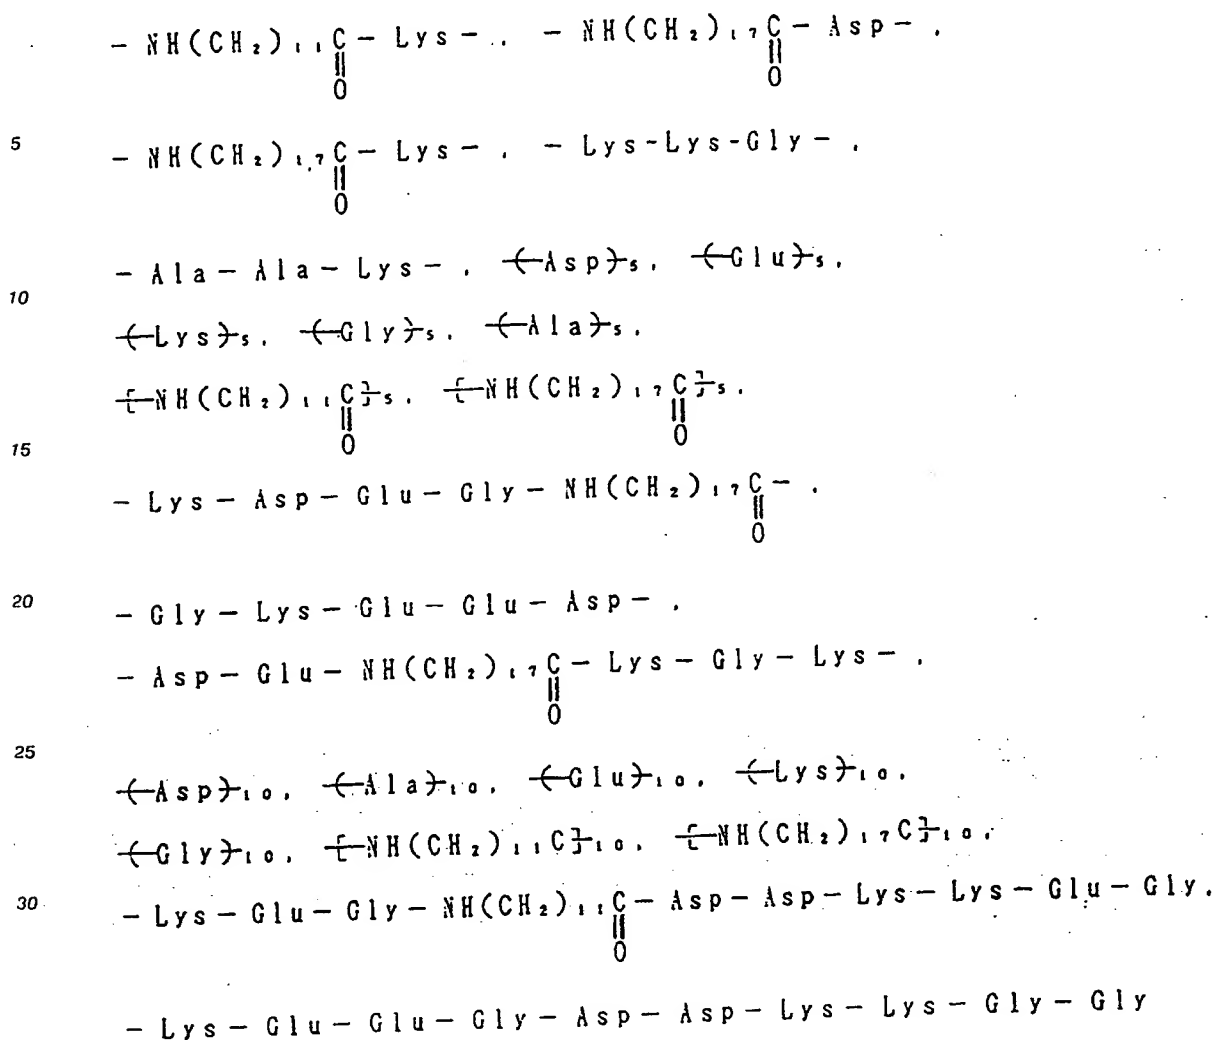 - NH(CH₂)₁₁C(=O) - Lys - , - NH(CH₂)₁₇C(=O) - Asp - ,
5 - NH(CH₂)₁₇C(=O) - Lys - , - Lys-Lys-Gly - ,
- Ala - Ala - Lys - , (-Asp)-₅, (-Glu)-₅,
10 (-Lys)-₅, (-Gly)-₅, (-Ala)-₅,
[-NH(CH₂)₁₁C(=O)]-₅, [-NH(CH₂)₁₇C(=O)]-₅,
15 - Lys - Asp - Glu - Gly - NH(CH₂)₁₇C(=O) - ,
20 - Gly - Lys - Glu - Glu - Asp - ,
- Asp - Glu - NH(CH₂)₁₇C(=O) - Lys - Gly - Lys - ,
25 (-Asp)-₁₀, (-Ala)-₁₀, (-Glu)-₁₀, (-Lys)-₁₀,
(-Gly)-₁₀, [-NH(CH₂)₁₁C]-₁₀, [-NH(CH₂)₁₇C]-₁₀,
30 - Lys - Glu - Gly - NH(CH₂)₁₁C(=O) - Asp - Asp - Lys - Lys - Glu - Gly,
- Lys - Glu - Glu - Gly - Asp - Asp - Lys - Lys - Gly - Gly